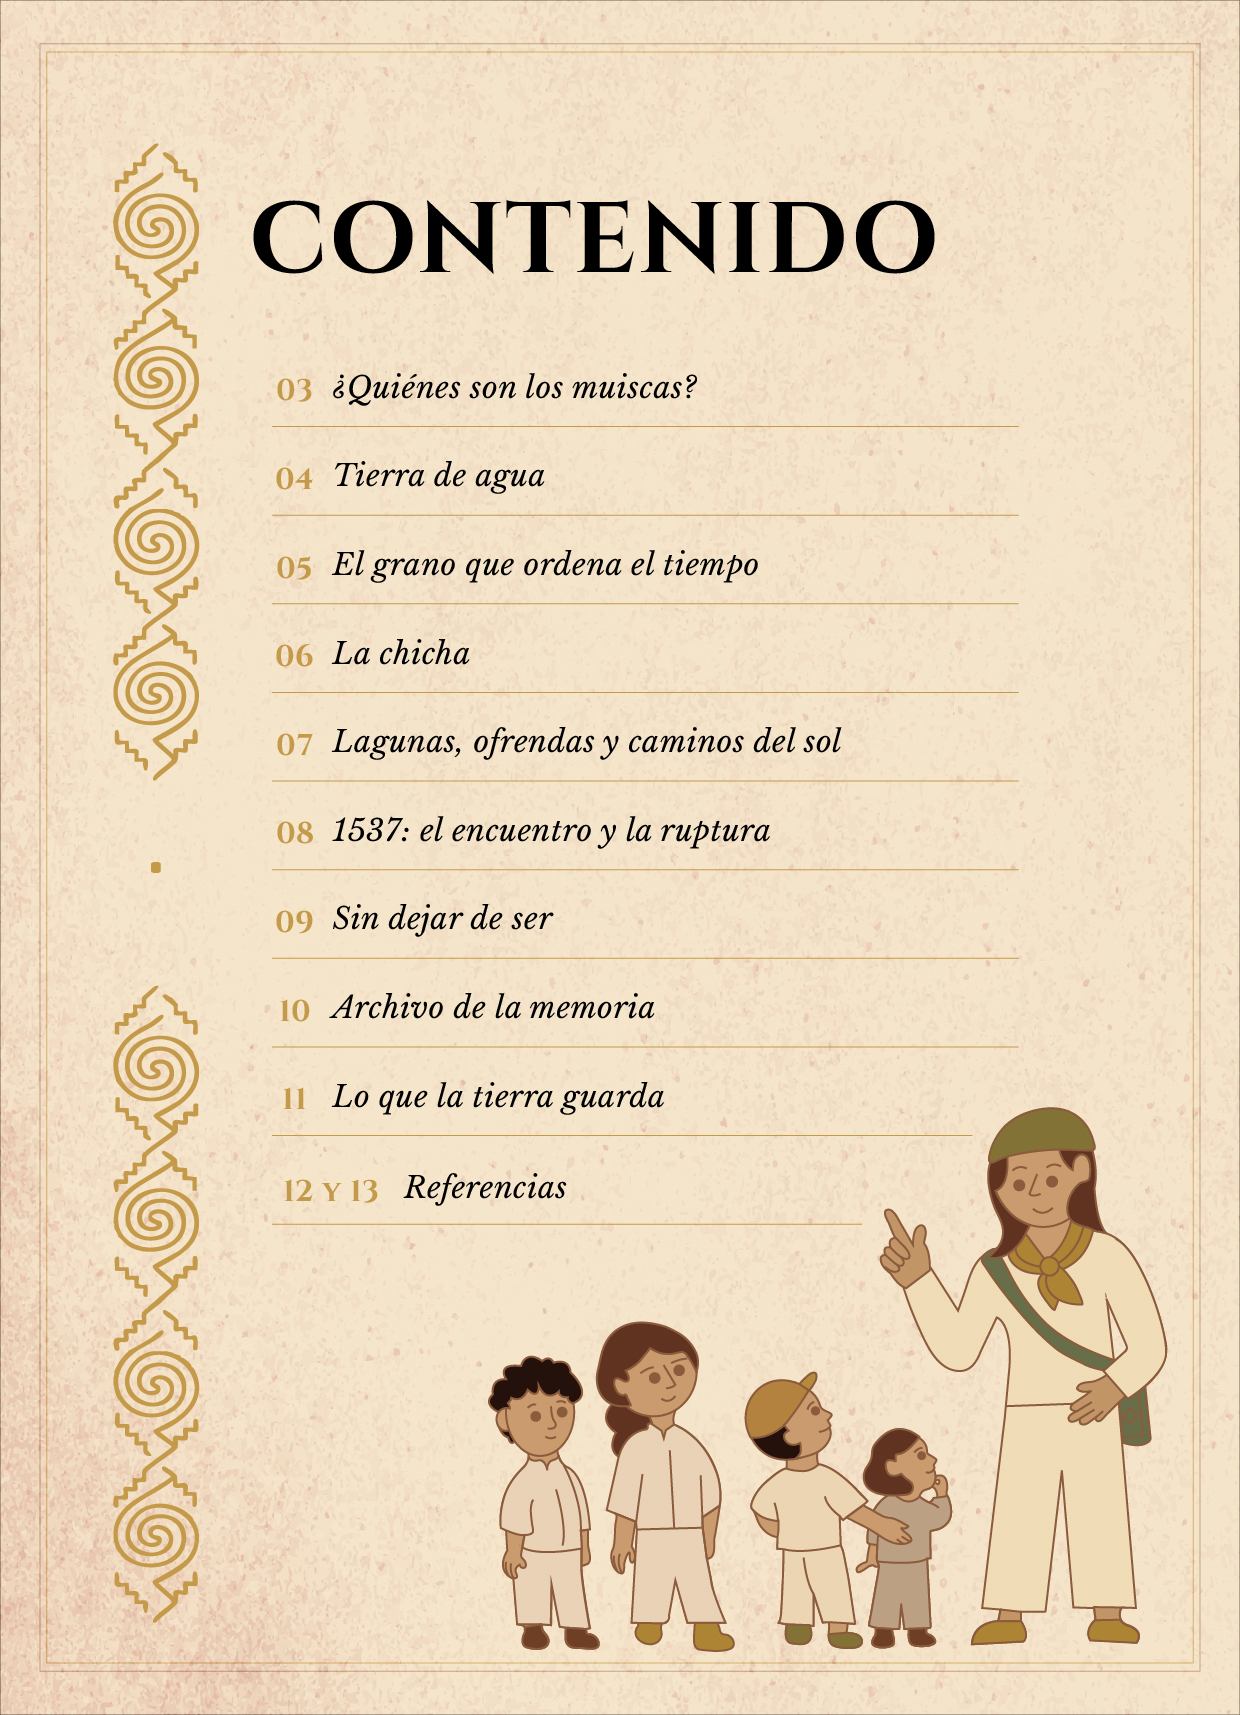 CONTENIDO
03 ¿Quiénes son los muiscas?
04 Tierra de agua
05 El grano que ordena el tiempo
06 La chicha
07 Lagunas, ofrendas y caminos del sol
08 1537: el encuentro y la ruptura
09 Sin dejar de ser
10 Archivo de la memoria
11 Lo que la tierra guarda
12 Y 13 Referencias